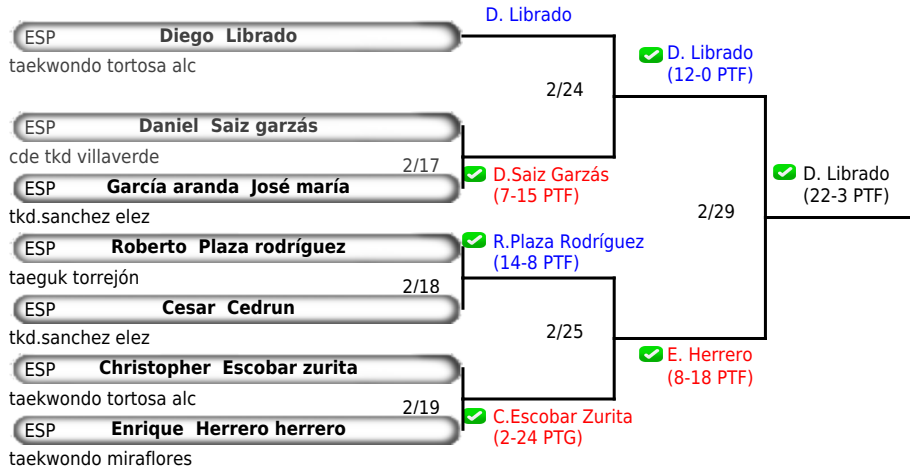 D. Librado
ESP Diego Librado
taekwondo tortosa alc
D. Librado
(12-0 PTF)
2/24
ESP Daniel Saiz garzás
cde tkd villaverde
2/17
D.Saiz Garzás
(7-15 PTF)
ESP García aranda José maría
tkd.sanchez elez
D. Librado
(22-3 PTF)
2/29
ESP Roberto Plaza rodríguez
taeguk torrejón
R.Plaza Rodríguez
(14-8 PTF)
2/18
ESP Cesar Cedrun
tkd.sanchez elez
2/25
E. Herrero
(8-18 PTF)
ESP Christopher Escobar zurita
taekwondo tortosa alc
2/19
C.Escobar Zurita
(2-24 PTG)
ESP Enrique Herrero herrero
taekwondo miraflores